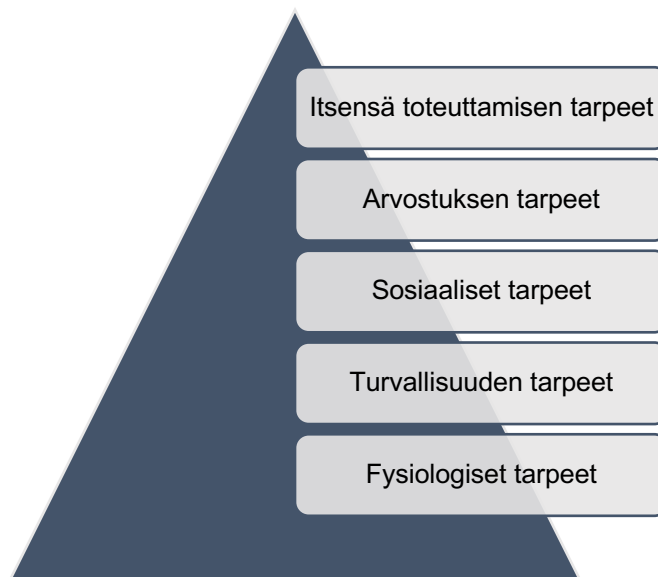 Itsensä toteuttamisen tarpeet
Arvostuksen tarpeet
Sosiaaliset tarpeet
Turvallisuuden tarpeet
Fysiologiset tarpeet